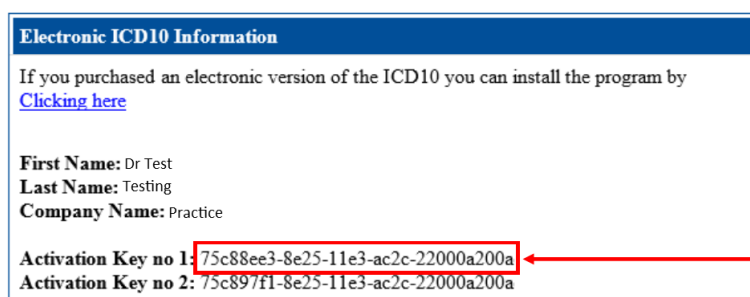 Electronic ICD10 Information
If you purchased an electronic version of the ICD10 you can install the program by
Clicking here
First Name: Dr Test
Last Name: Testing
Company Name: Practice
Activation Key no 1: 75c88ee3-8e25-11e3-ac2c-22000a200a
Activation Key no 2: 75c897f1-8e25-11e3-ac2c-22000a200a